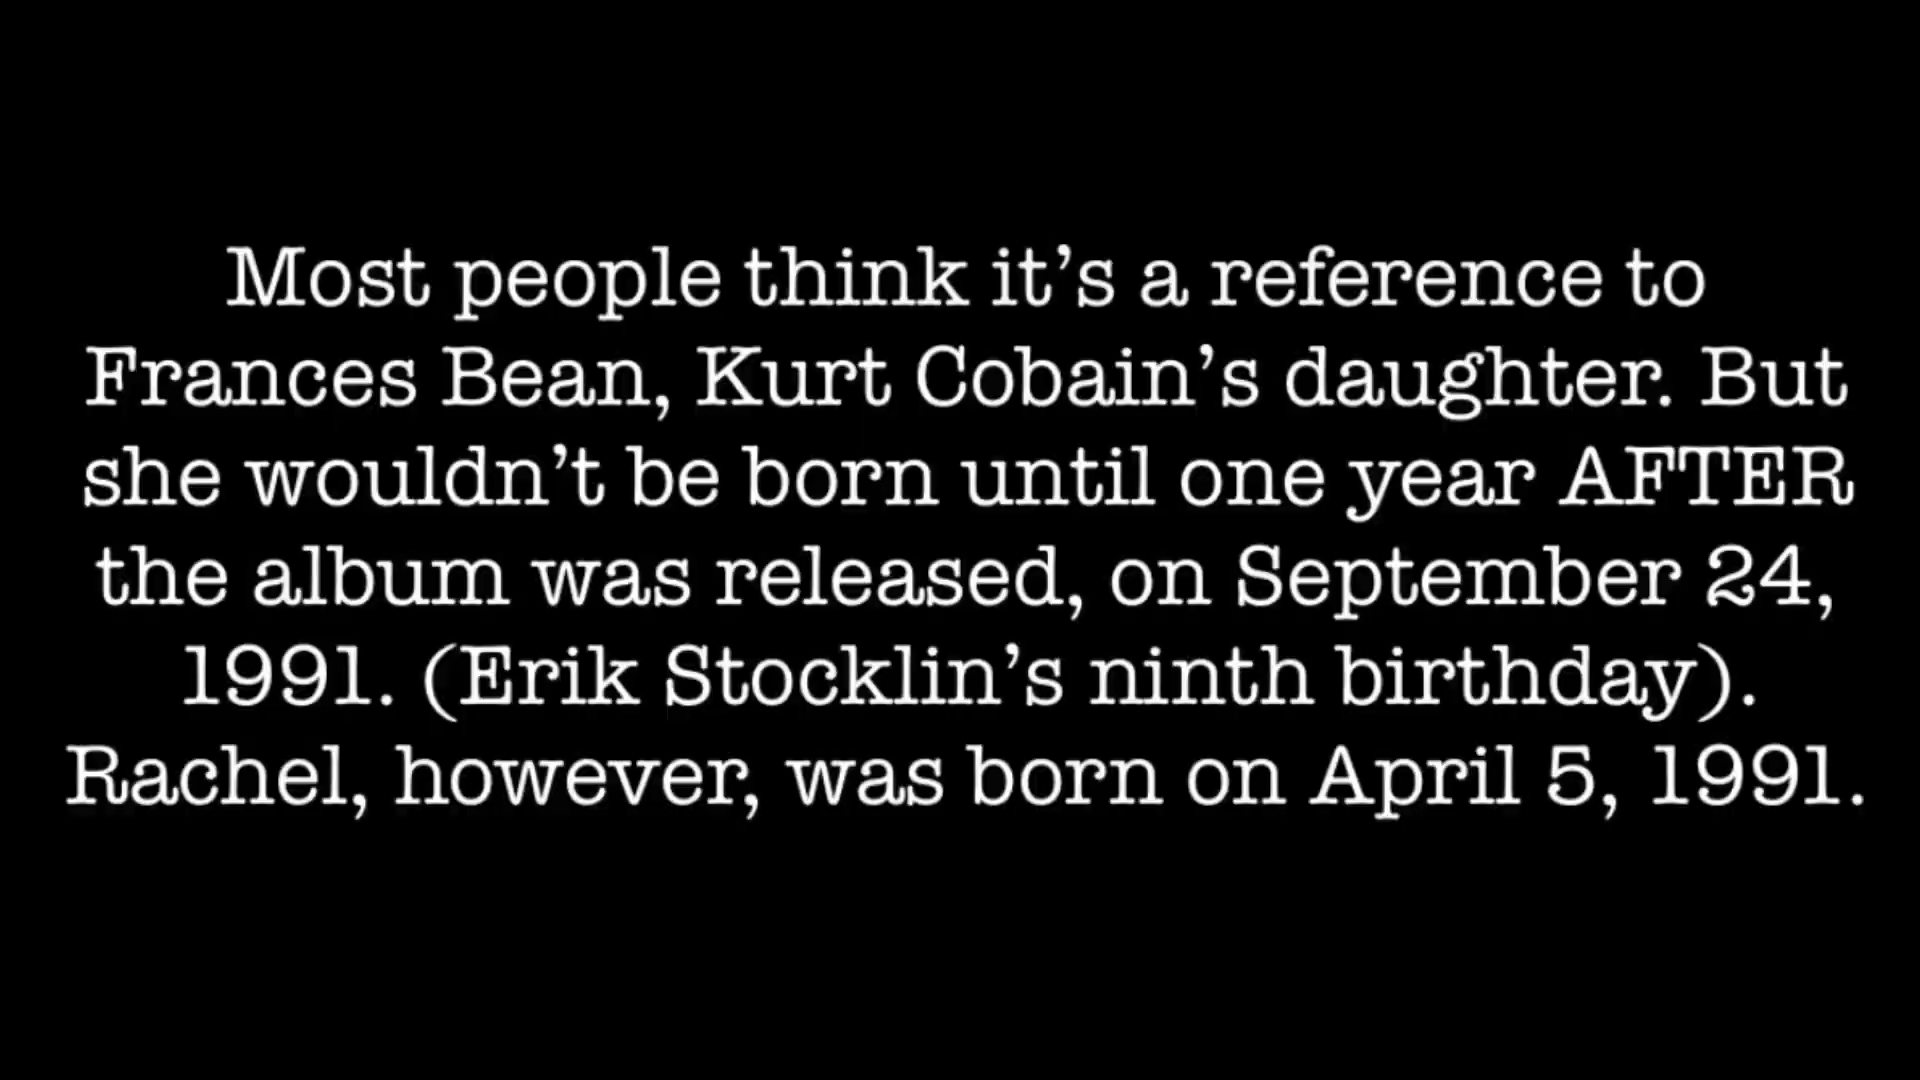 Most people think it’s a reference to
Frances Bean, Kurt Cobain’s daughter. But
she wouldn’t be born until one year AFTER
the album was released, on September 24,
1991. (Erik Stocklin’s ninth birthday).
Rachel, however, was born on April 5, 1991.